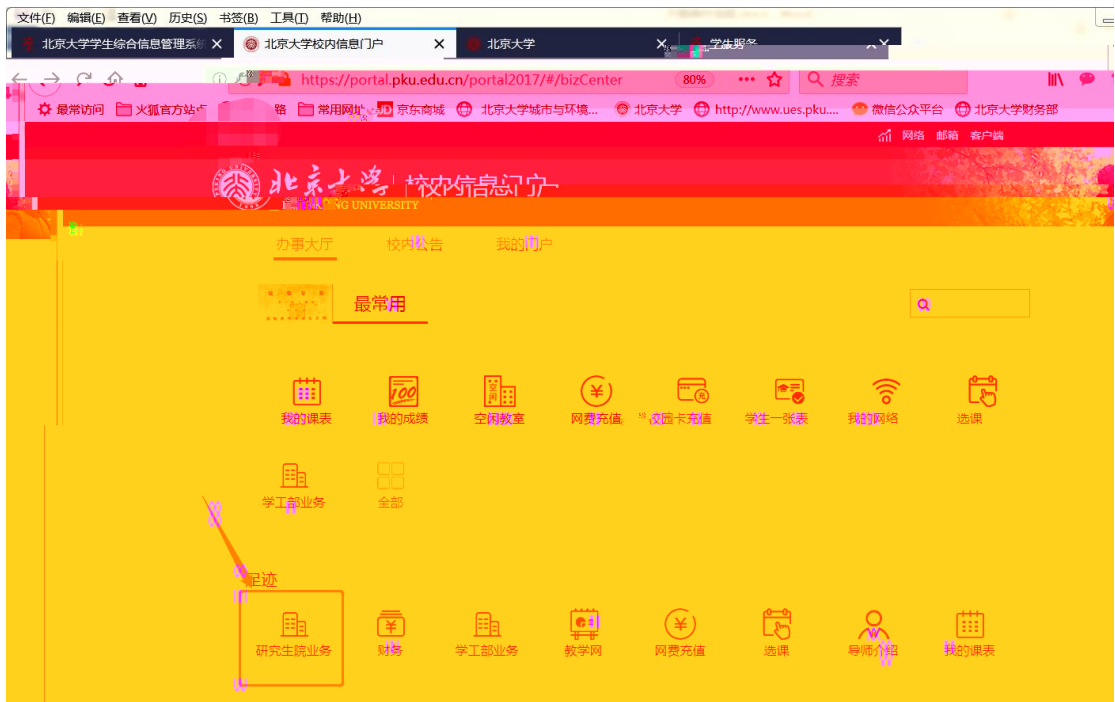 文件(F) 编辑(E) 查看(V) 历史(S) 书签(B) 工具(T) 帮助(H)
北京大学学生综合信息管理系统 × 北京大学校内信息门户 × 北京大学 × 学生服务 ×
https://portal.pku.edu.cn/portal2017/#/bizCenter 80% 搜索
最常访问 火狐官方站点 路 常用网址 京东商城 北京大学城市与环境... 北京大学 http://www.ues.pku.... 微信公众平台 北京大学财务部
网络 邮箱 客户端
北京大学 校内信息门户
UNIVERSITY
办事大厅 校内公告 我的门户
最常用
我的课表 我的成绩 空闲教室 网费充值 校园卡充值 学生一张表 我的网络 选课
学工部业务 全部
足迹
研究生院业务 财务 学工部业务 教学网 网费充值 选课 导师介绍 我的课表